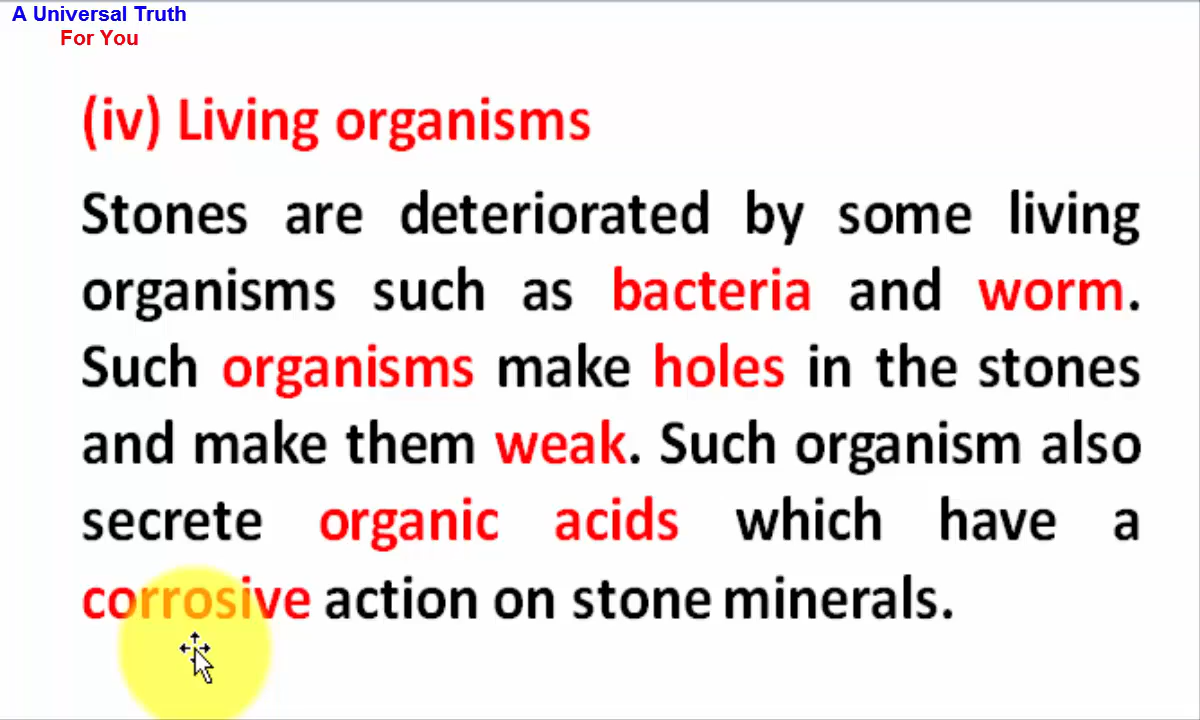 A Universal Truth
For You
(iv) Living organisms
Stones are deteriorated by some living
organisms such as bacteria and worm.
Such organisms make holes in the stones
and make them weak. Such organism also
secrete organic acids which have a
corrosive action on stone minerals.